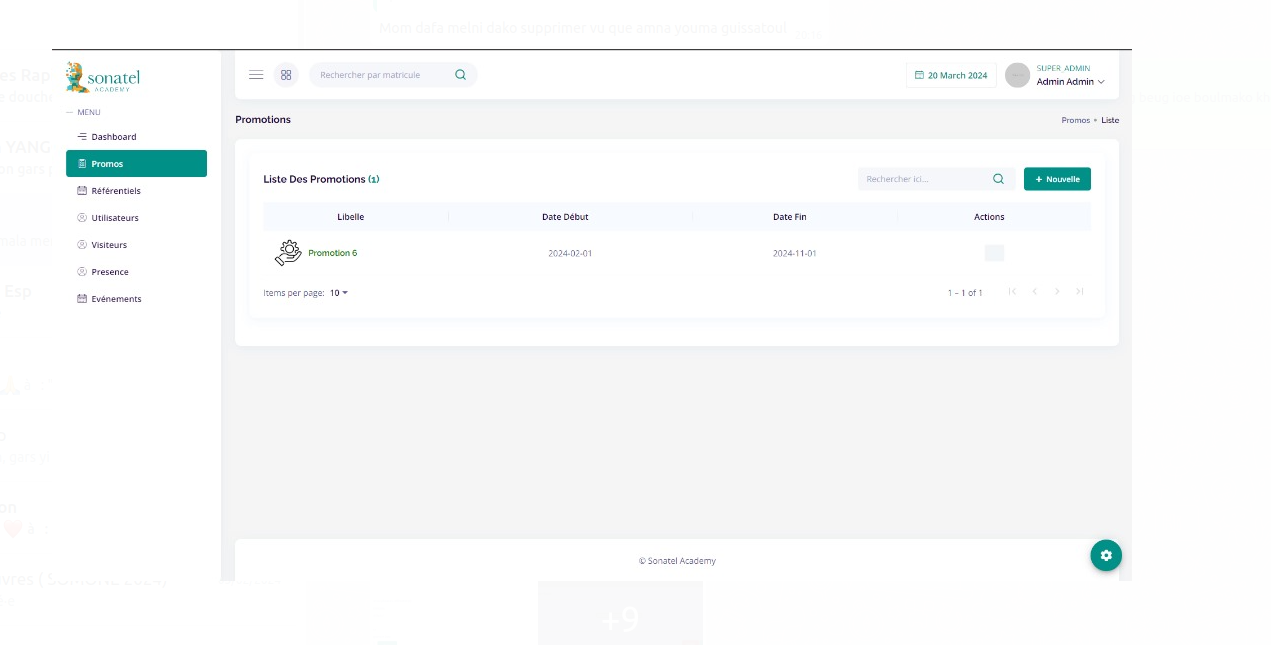 Mom dafa melni dako supprimer vu que amna youma guissatoul
sonatel
ACADEMY
Rechercher par matricule
20 March 2024
SUPER_ADMIN
Admin Admin
MENU
Dashboard
Promos
Référentiels
Utilisateurs
Visiteurs
Presence
Evénements
Promotions
Promos • Liste
Liste Des Promotions (1)
Rechercher ici...
+ Nouvelle
Libelle Date Début Date Fin Actions
Promotion 6 2024-02-01 2024-11-01
Items per page: 10
1 – 1 of 1
© Sonatel Academy
+9